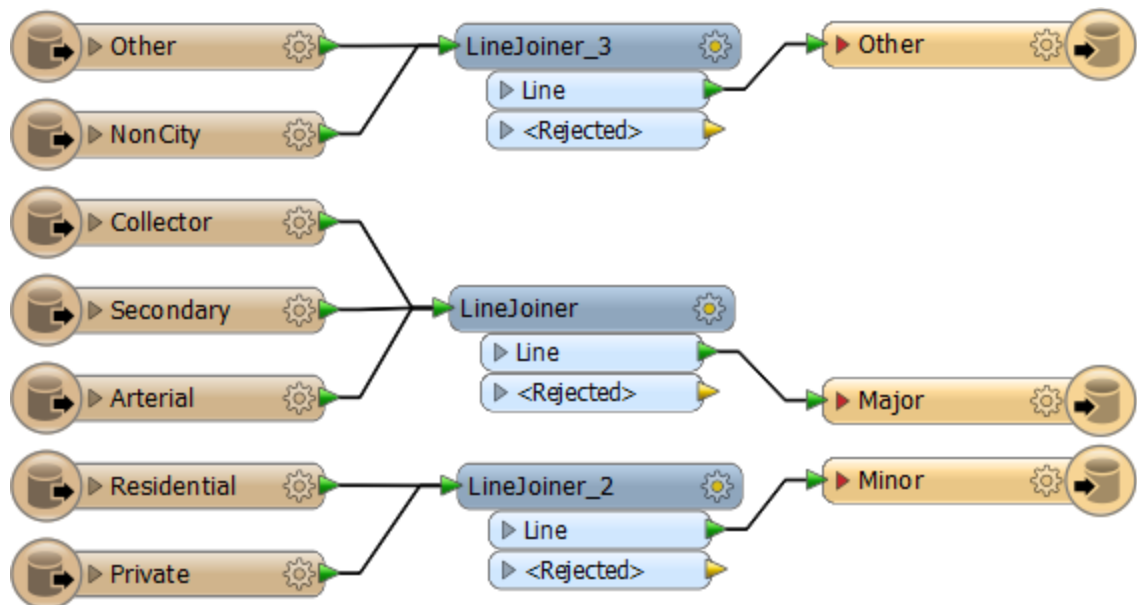 Other
LineJoiner_3
Other
Line
<Rejected>
NonCity
Collector
Secondary
LineJoiner
Line
<Rejected>
Arterial
Major
Residential
LineJoiner_2
Minor
Line
<Rejected>
Private